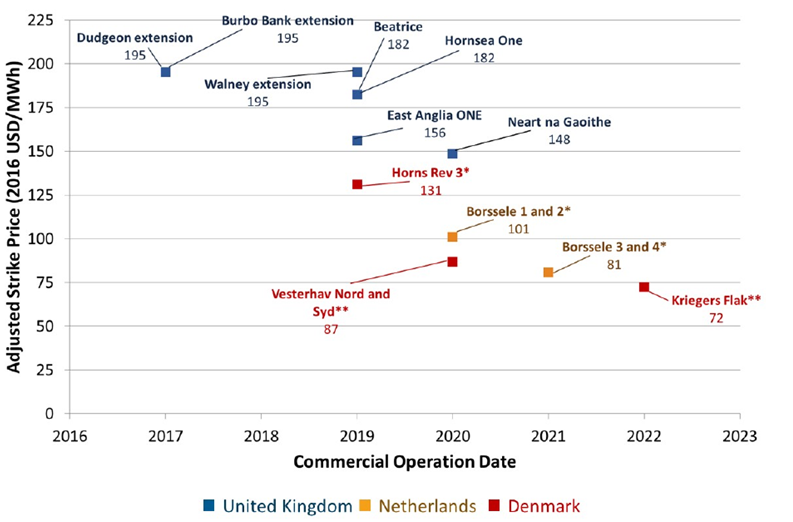 Adjusted Strike Price (2016 USD/MWh)
225
200
175
150
125
100
75
50
25
0
Dudgeon extension
195
Burbo Bank extension
195
Beatrice
182
Hornsea One
182
Walney extension
195
East Anglia ONE
156
Neart na Gaoithe
148
Horns Rev 3*
131
Borssele 1 and 2*
101
Borssele 3 and 4*
81
Vesterhav Nord and
Syd**
87
Kriegers Flak**
72
2016 2017 2018 2019 2020 2021 2022 2023
Commercial Operation Date
United Kingdom Netherlands Denmark